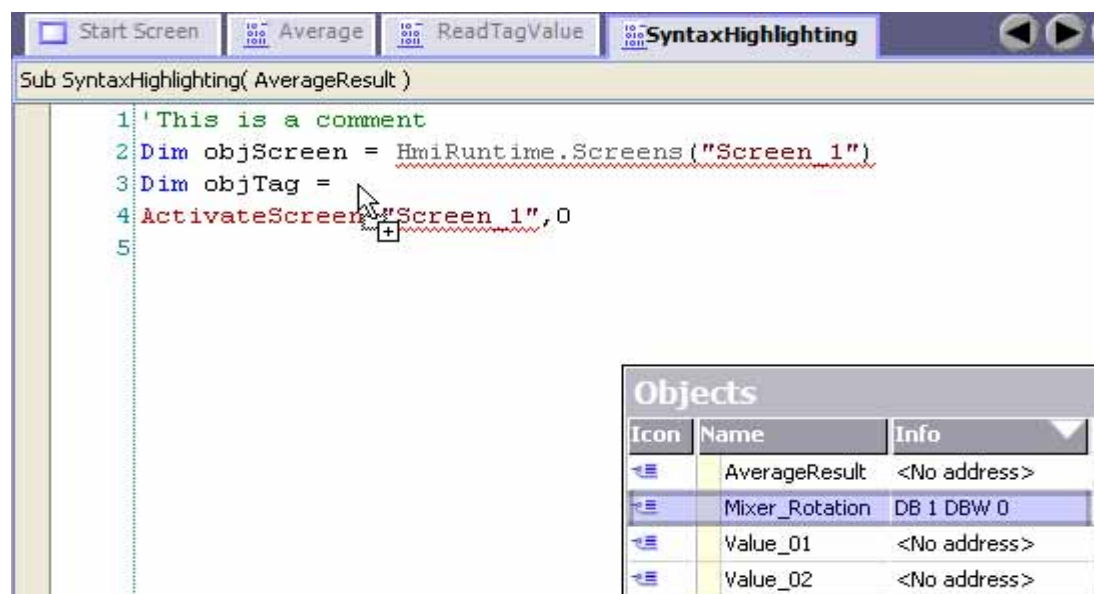 Start Screen Average ReadTagValue SyntaxHighlighting
Sub SyntaxHighlighting( AverageResult )
1 'This is a comment
2 Dim objScreen = HmiRuntime.Screens("Screen_1")
3 Dim objTag =
4 ActivateScreen "Screen_1",0
5
Objects
Icon Name Info
AverageResult <No address>
Mixer_Rotation DB 1 DBW 0
Value_01 <No address>
Value_02 <No address>